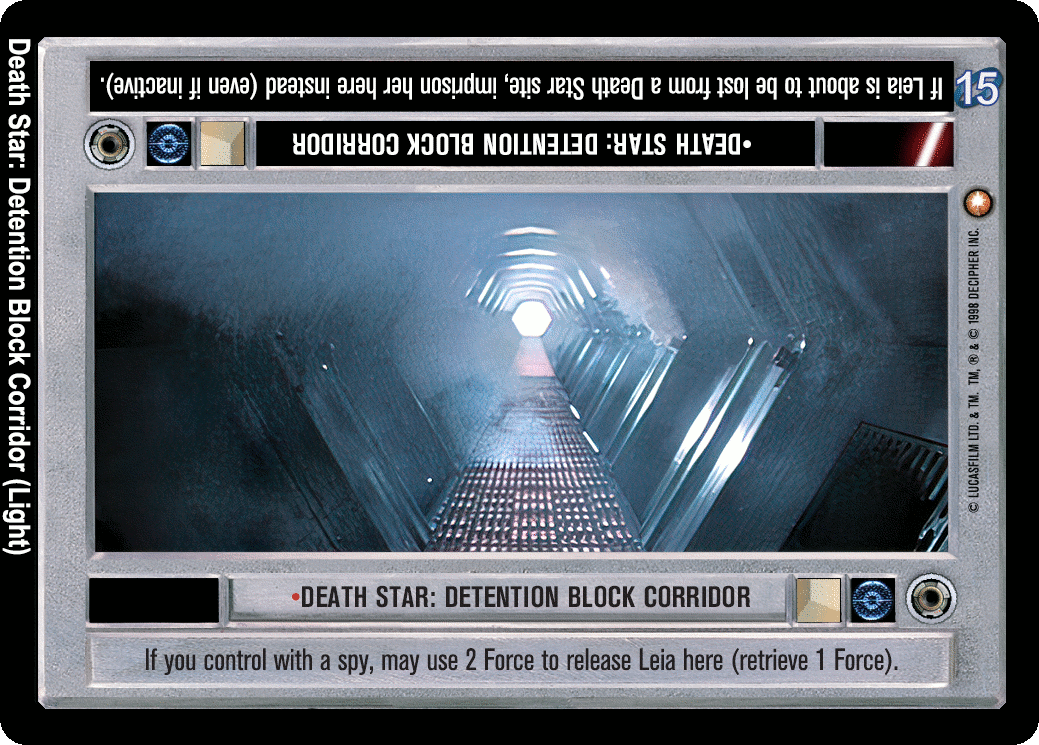 Death Star: Detention Block Corridor (Light)
If Leia is about to be lost from a Death Star site, imprison her here instead (even if inactive).
15
•DEATH STAR: DETENTION BLOCK CORRIDOR
© LUCASFILM LTD. & TM. TM, ® & © 1998 DECIPHER INC.
•DEATH STAR: DETENTION BLOCK CORRIDOR
If you control with a spy, may use 2 Force to release Leia here (retrieve 1 Force).